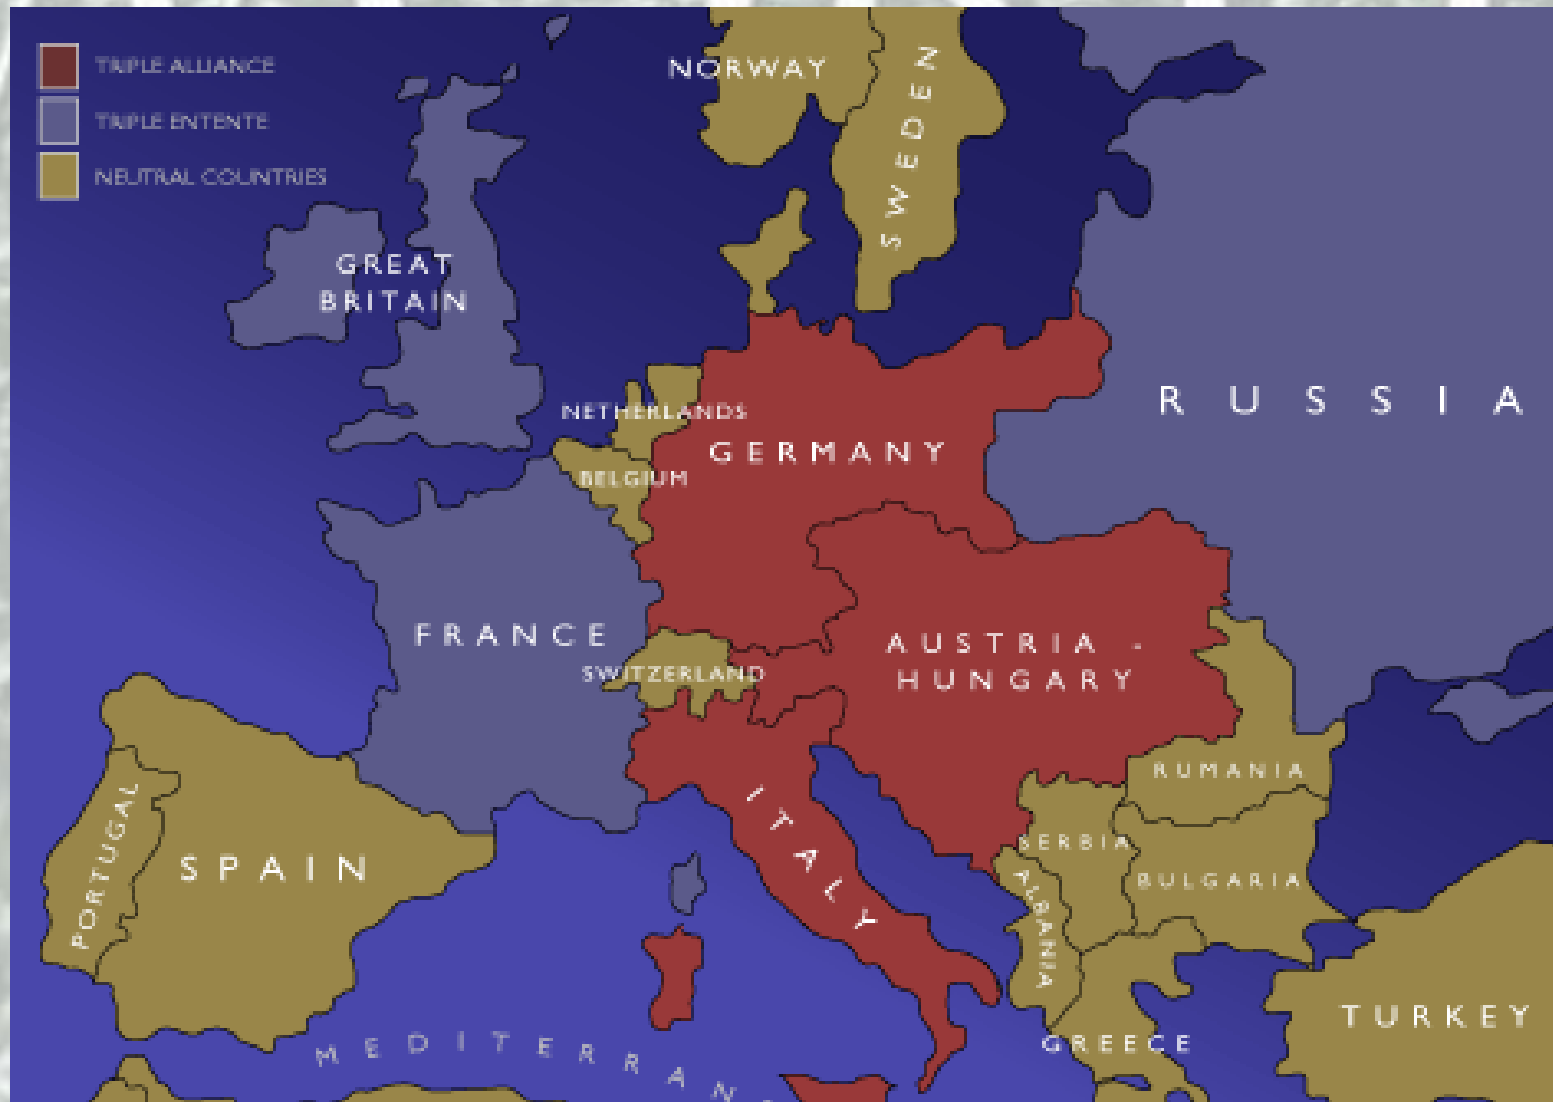 TRIPLE ALLIANCE
TRIPLE ENTENTE
NEUTRAL COUNTRIES
NORWAY
SWEDEN
GREAT
BRITAIN
RUSSIA
NETHERLANDS
GERMANY
BELGIUM
FRANCE
AUSTRIA -
HUNGARY
SWITZERLAND
RUMANIA
ITALY
PORTUGAL
SPAIN
SERBIA
BULGARIA
ALBANIA
TURKEY
GREECE
MEDITERRAN